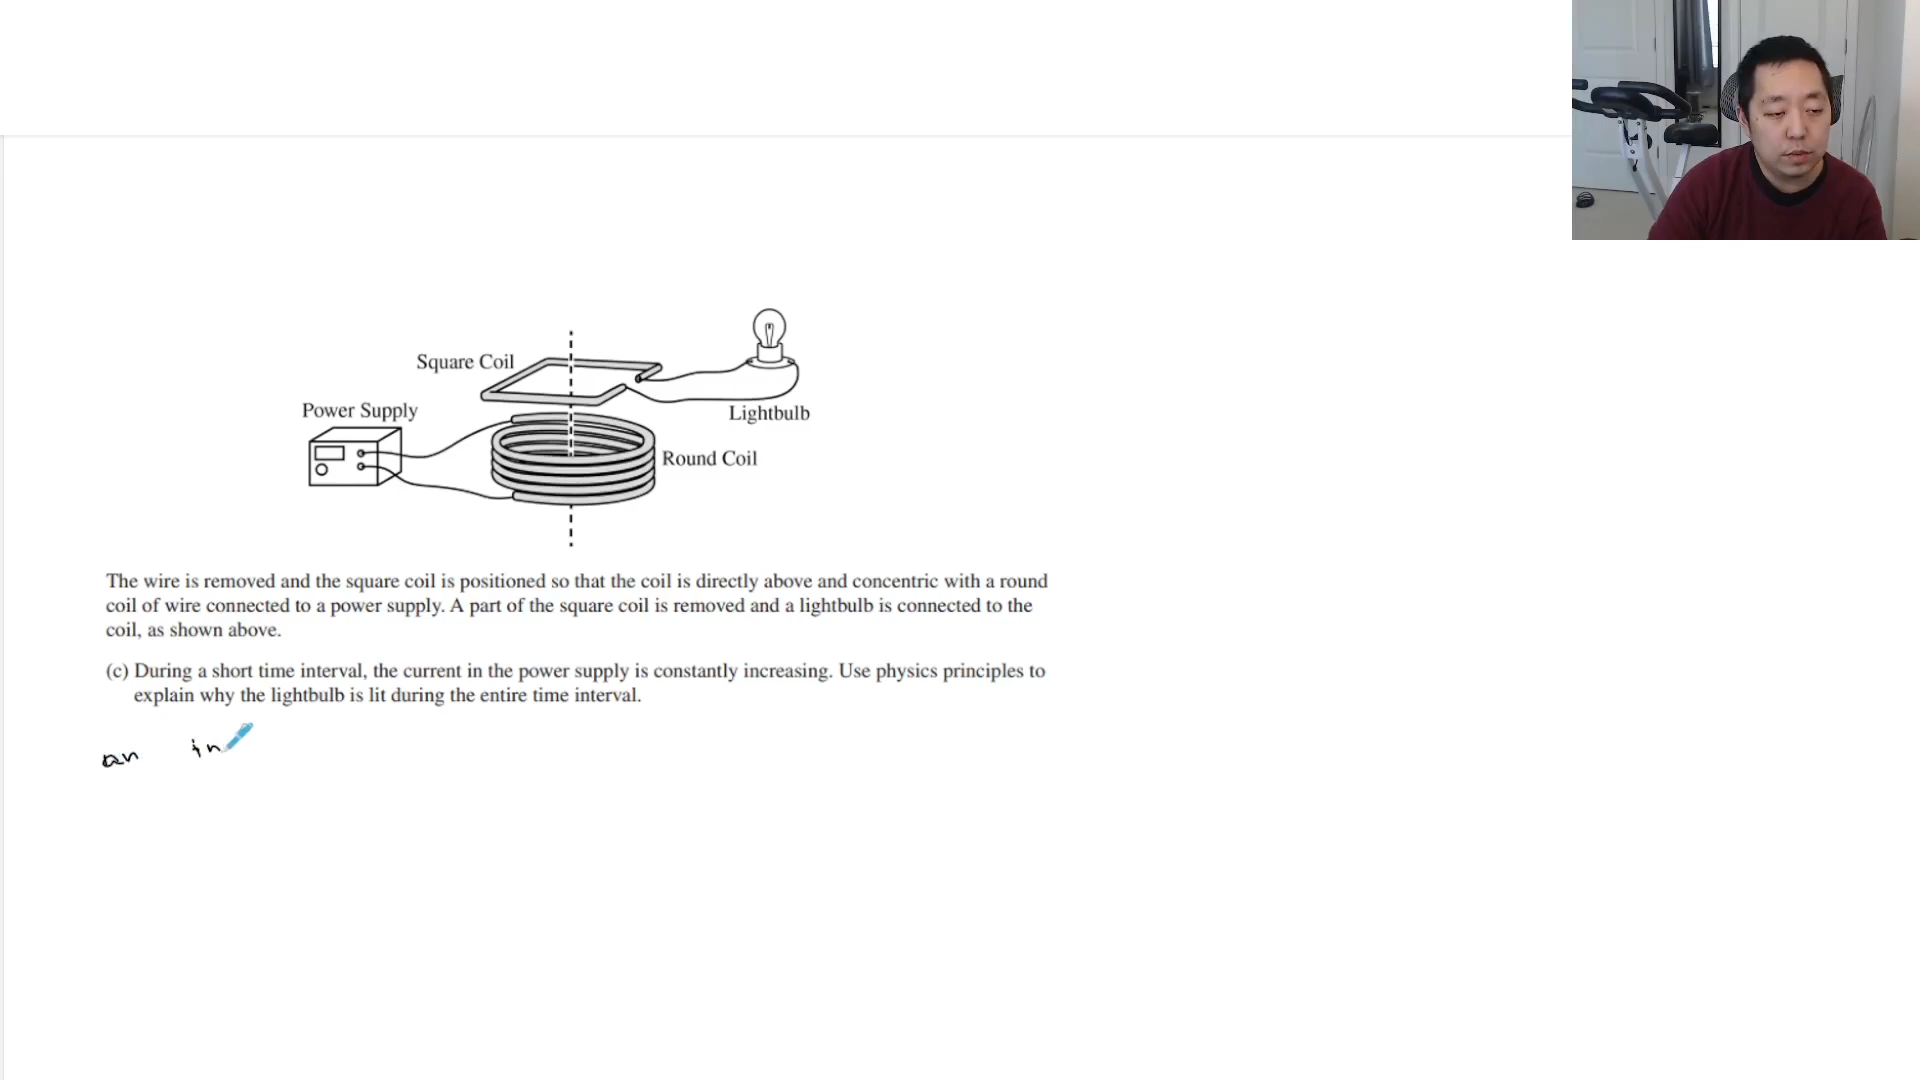 Square Coil
Power Supply
Lightbulb
Round Coil
The wire is removed and the square coil is positioned so that the coil is directly above and concentric with a round
coil of wire connected to a power supply. A part of the square coil is removed and a lightbulb is connected to the
coil, as shown above.
(c) During a short time interval, the current in the power supply is constantly increasing. Use physics principles to
explain why the lightbulb is lit during the entire time interval.
an in